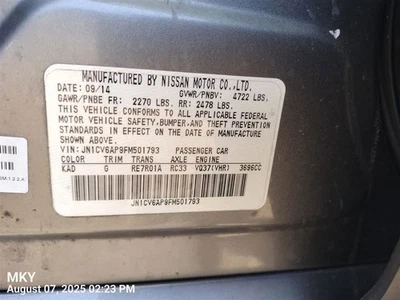 MANUFACTURED BY NISSAN MOTOR CO., LTD.
DATE: 09/14 GVWR/PNBV: 4722 LBS.
GAWR/PNBE FR: 2270 LBS. RR: 2478 LBS.
THIS VEHICLE CONFORMS TO ALL APPLICABLE FEDERAL
MOTOR VEHICLE SAFETY, BUMPER, AND THEFT PREVENTION
STANDARDS IN EFFECT ON THE DATE OF MANUFACTURE
SHOWN ABOVE.
VIN: JN1CV6AP9FM501793 PASSENGER CAR
COLOR TRIM TRANS AXLE ENGINE
KAD G RE7R01A RC33 VQ37(VHR) 3696CC
JN1CV6AP9FM501793
MKY
August 07, 2025 02:23 PM